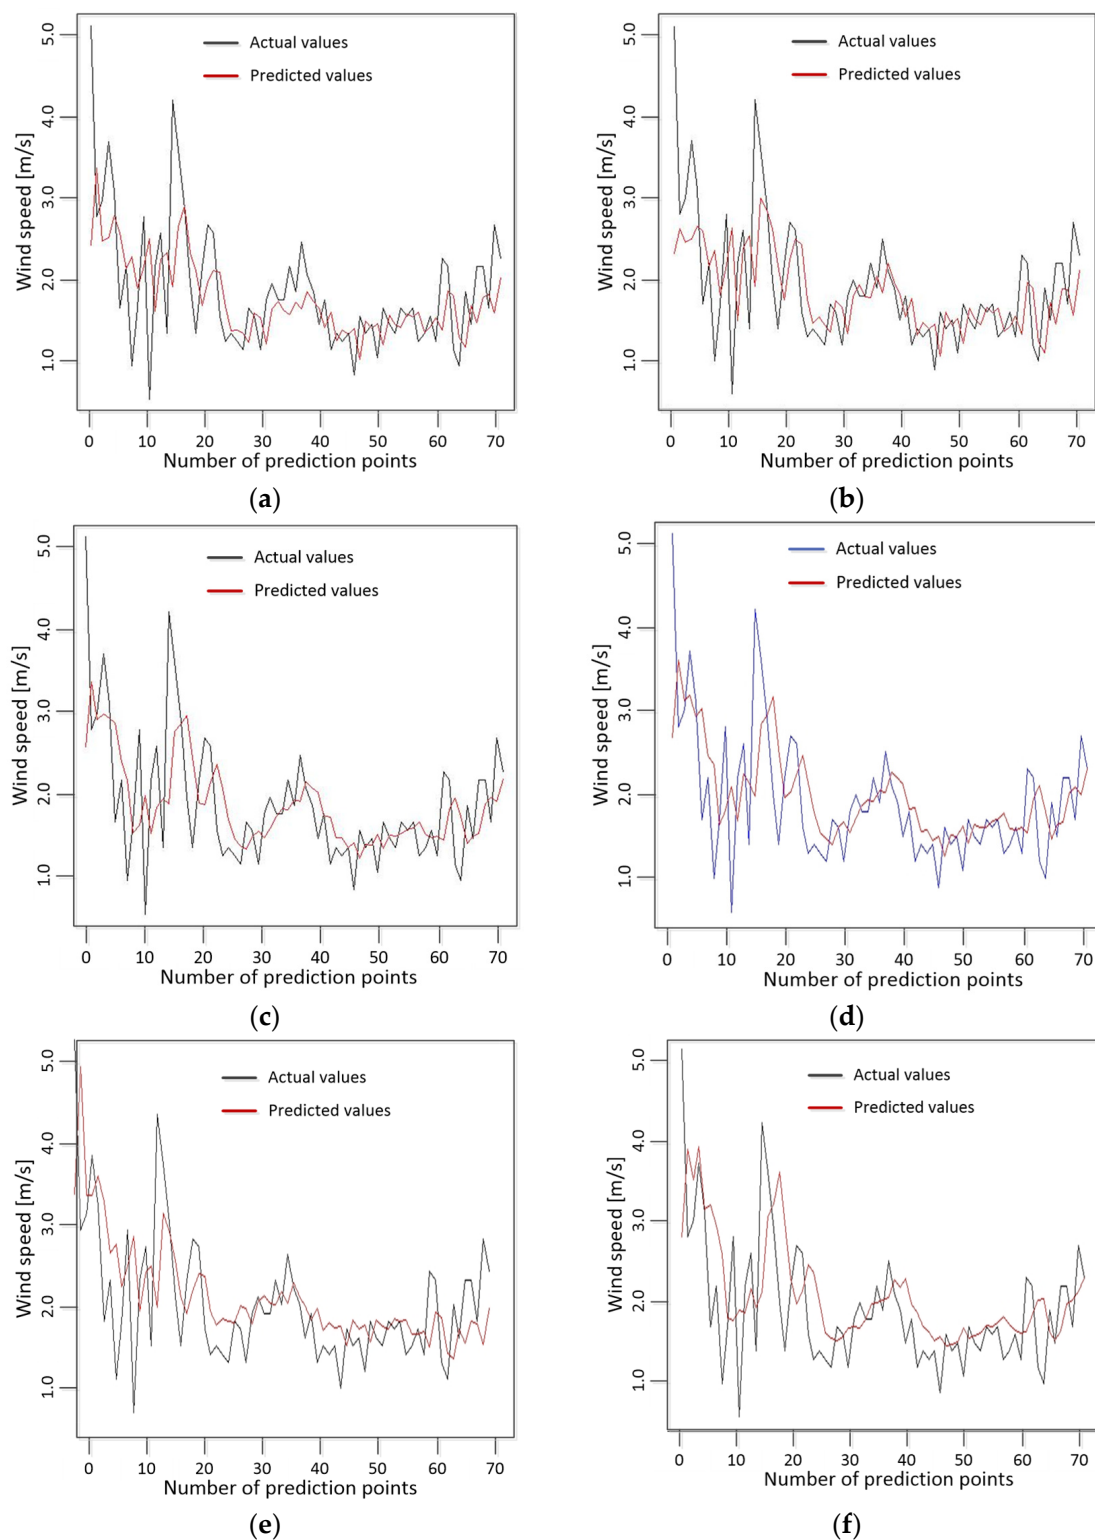 Actual values
Predicted values
5.0
4.0
3.0
2.0
1.0
Wind speed [m/s]
0 10 20 30 40 50 60 70
Number of prediction points
(a)
Actual values
Predicted values
5.0
4.0
3.0
2.0
1.0
Wind speed [m/s]
0 10 20 30 40 50 60 70
Number of prediction points
(b)
Actual values
Predicted values
5.0
4.0
3.0
2.0
1.0
Wind speed [m/s]
0 10 20 30 40 50 60 70
Number of prediction points
(c)
Actual values
Predicted values
5.0
4.0
3.0
2.0
1.0
Wind speed [m/s]
0 10 20 30 40 50 60 70
Number of prediction points
(d)
Actual values
Predicted values
5.0
4.0
3.0
2.0
1.0
Wind speed [m/s]
0 10 20 30 40 50 60 70
Number of prediction points
(e)
Actual values
Predicted values
5.0
4.0
3.0
2.0
1.0
Wind speed [m/s]
0 10 20 30 40 50 60 70
Number of prediction points
(f)